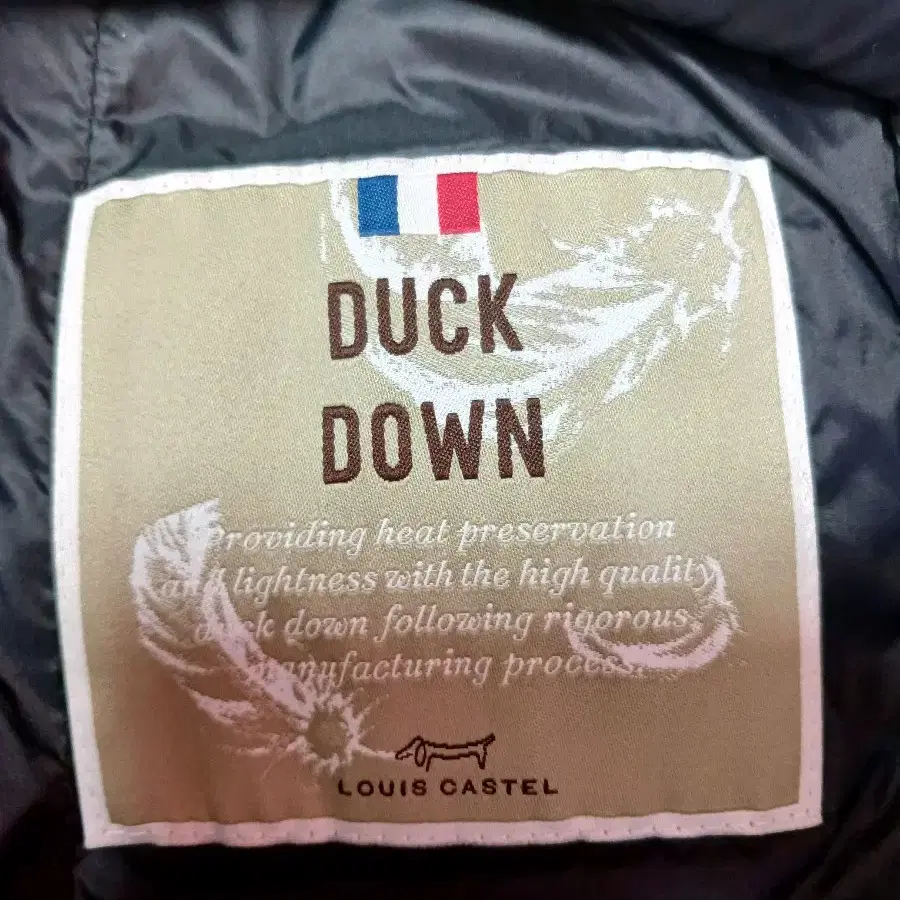 DUCK
DOWN
Providing heat preservation
and lightness with the high quality
duck down following rigorous
manufacturing process.
LOUIS CASTEL